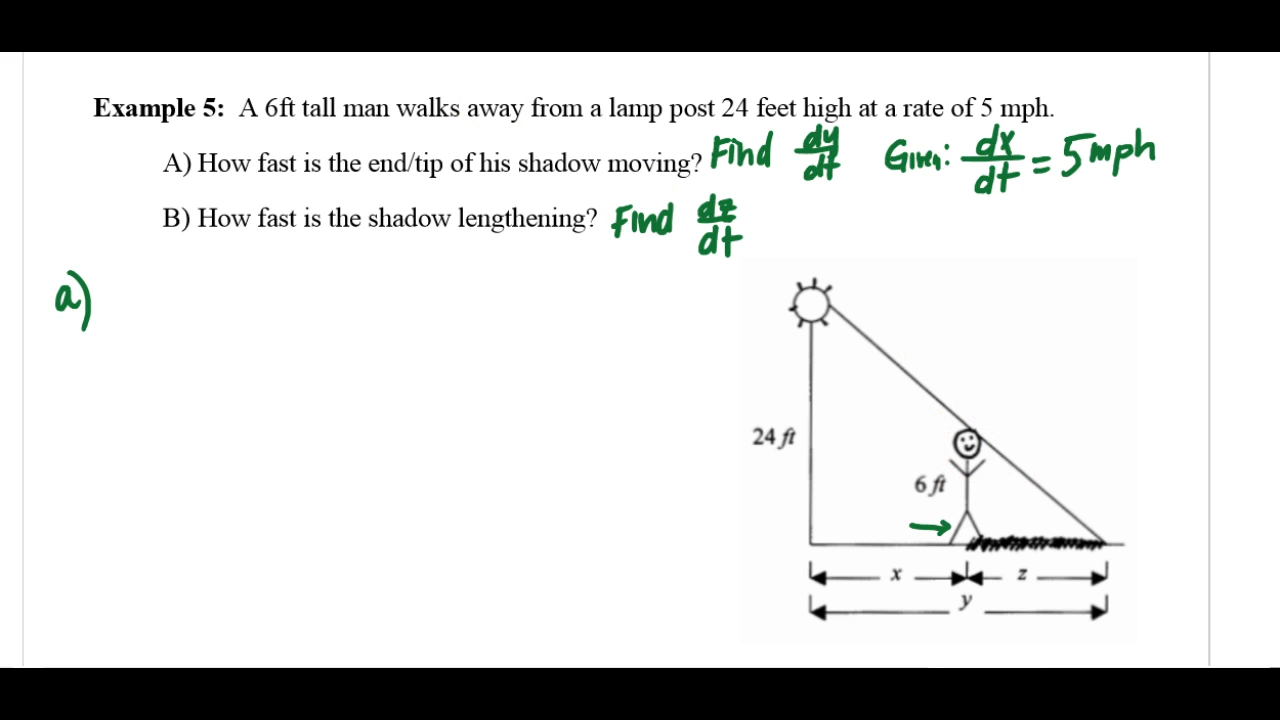 Example 5: A 6ft tall man walks away from a lamp post 24 feet high at a rate of 5 mph.
A) How fast is the end/tip of his shadow moving? Find dy/dt Given: dx/dt = 5mph
B) How fast is the shadow lengthening? Find dz/dt
a)
24 ft
6 ft
x z
y